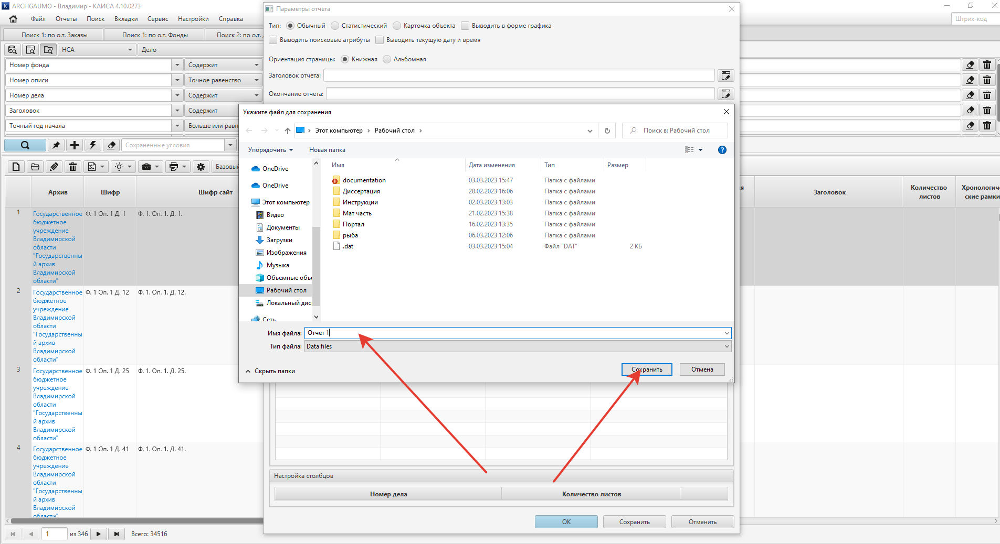 ARCHGAUMO - Владимир - КАИСА 4.10.0273
Файл Отчеты Поиск Вкладки Сервис Настройки Справка
Штрих-код
Поиск 1: по о.т. Заказы
Поиск 1: по о.т. Фонды
Поиск 2: по о.т.
НСА
Дело
Номер фонда
Содержит
Номер описи
Точное равенство
Номер дела
Содержит
Заголовок
Содержит
Точный год начала
Больше или равн
Сохраненные условия
Базовый
Архив
Шифр
Шифр сайт
Заголовок
Количество
листов
Хронологиче
ские рамки
1
Государственное
бюджетное
учреждение
Владимирской
области
"Государственны
й архив
Владимирской
области"
Ф. 1 Оп. 1 Д. 1
Ф. 1. Оп. 1. Д. 1.
2
Государственное
бюджетное
учреждение
Владимирской
области
"Государственны
й архив
Владимирской
области"
Ф. 1 Оп. 1 Д. 12
Ф. 1. Оп. 1. Д. 12.
3
Государственное
бюджетное
учреждение
Владимирской
области
"Государственны
й архив
Владимирской
области"
Ф. 1 Оп. 1 Д. 25
Ф. 1. Оп. 1. Д. 25.
4
Государственное
бюджетное
учреждение
Владимирской
области
"Государственны
й архив
Владимирской
области"
Ф. 1 Оп. 1 Д. 41
Ф. 1. Оп. 1. Д. 41.
1 из 346
Всего: 34516
Параметры отчета
Тип: Обычный Статистический Карточка объекта Выводить в форме графика
Выводить поисковые атрибуты Выводить текущую дату и время
Ориентация страницы: Книжная Альбомная
Заголовок отчета:
Окончание отчета:
Укажите файл для сохранения
Этот компьютер › Рабочий стол ›
Поиск в: Рабочий стол
Упорядочить
Новая папка
OneDrive
OneDrive
Этот компьютер
Видео
Документы
Загрузки
Изображения
Музыка
Объемные объ
Рабочий стол
Локальный дис
Сеть
Имя Дата изменения Тип Размер
documentation 03.03.2023 15:47 Папка с файлами
Диссертация 28.02.2023 16:06 Папка с файлами
Инструкции 02.03.2023 13:03 Папка с файлами
Мат часть 21.02.2023 15:38 Папка с файлами
Портал 16.02.2023 13:35 Папка с файлами
рыба 06.03.2023 12:06 Папка с файлами
.dat 03.03.2023 15:04 Файл "DAT" 2 КБ
Имя файла: Отчет 1
Тип файла: Data files
Скрыть папки
Сохранить
Отмена
Настройка столбцов
Номер дела
Количество листов
OK
Сохранить
Отменить